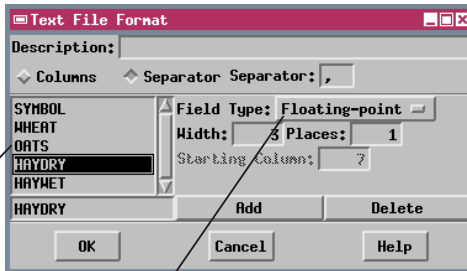 Text File Format
Description:
Columns Separator Separator: ,
SYMBOL
WHEAT
OATS
HAYDRY
HAYWET
HAYDRY
Field Type: Floating-point
Width: 3 Places: 1
Starting Column: 7
Add Delete
OK Cancel Help